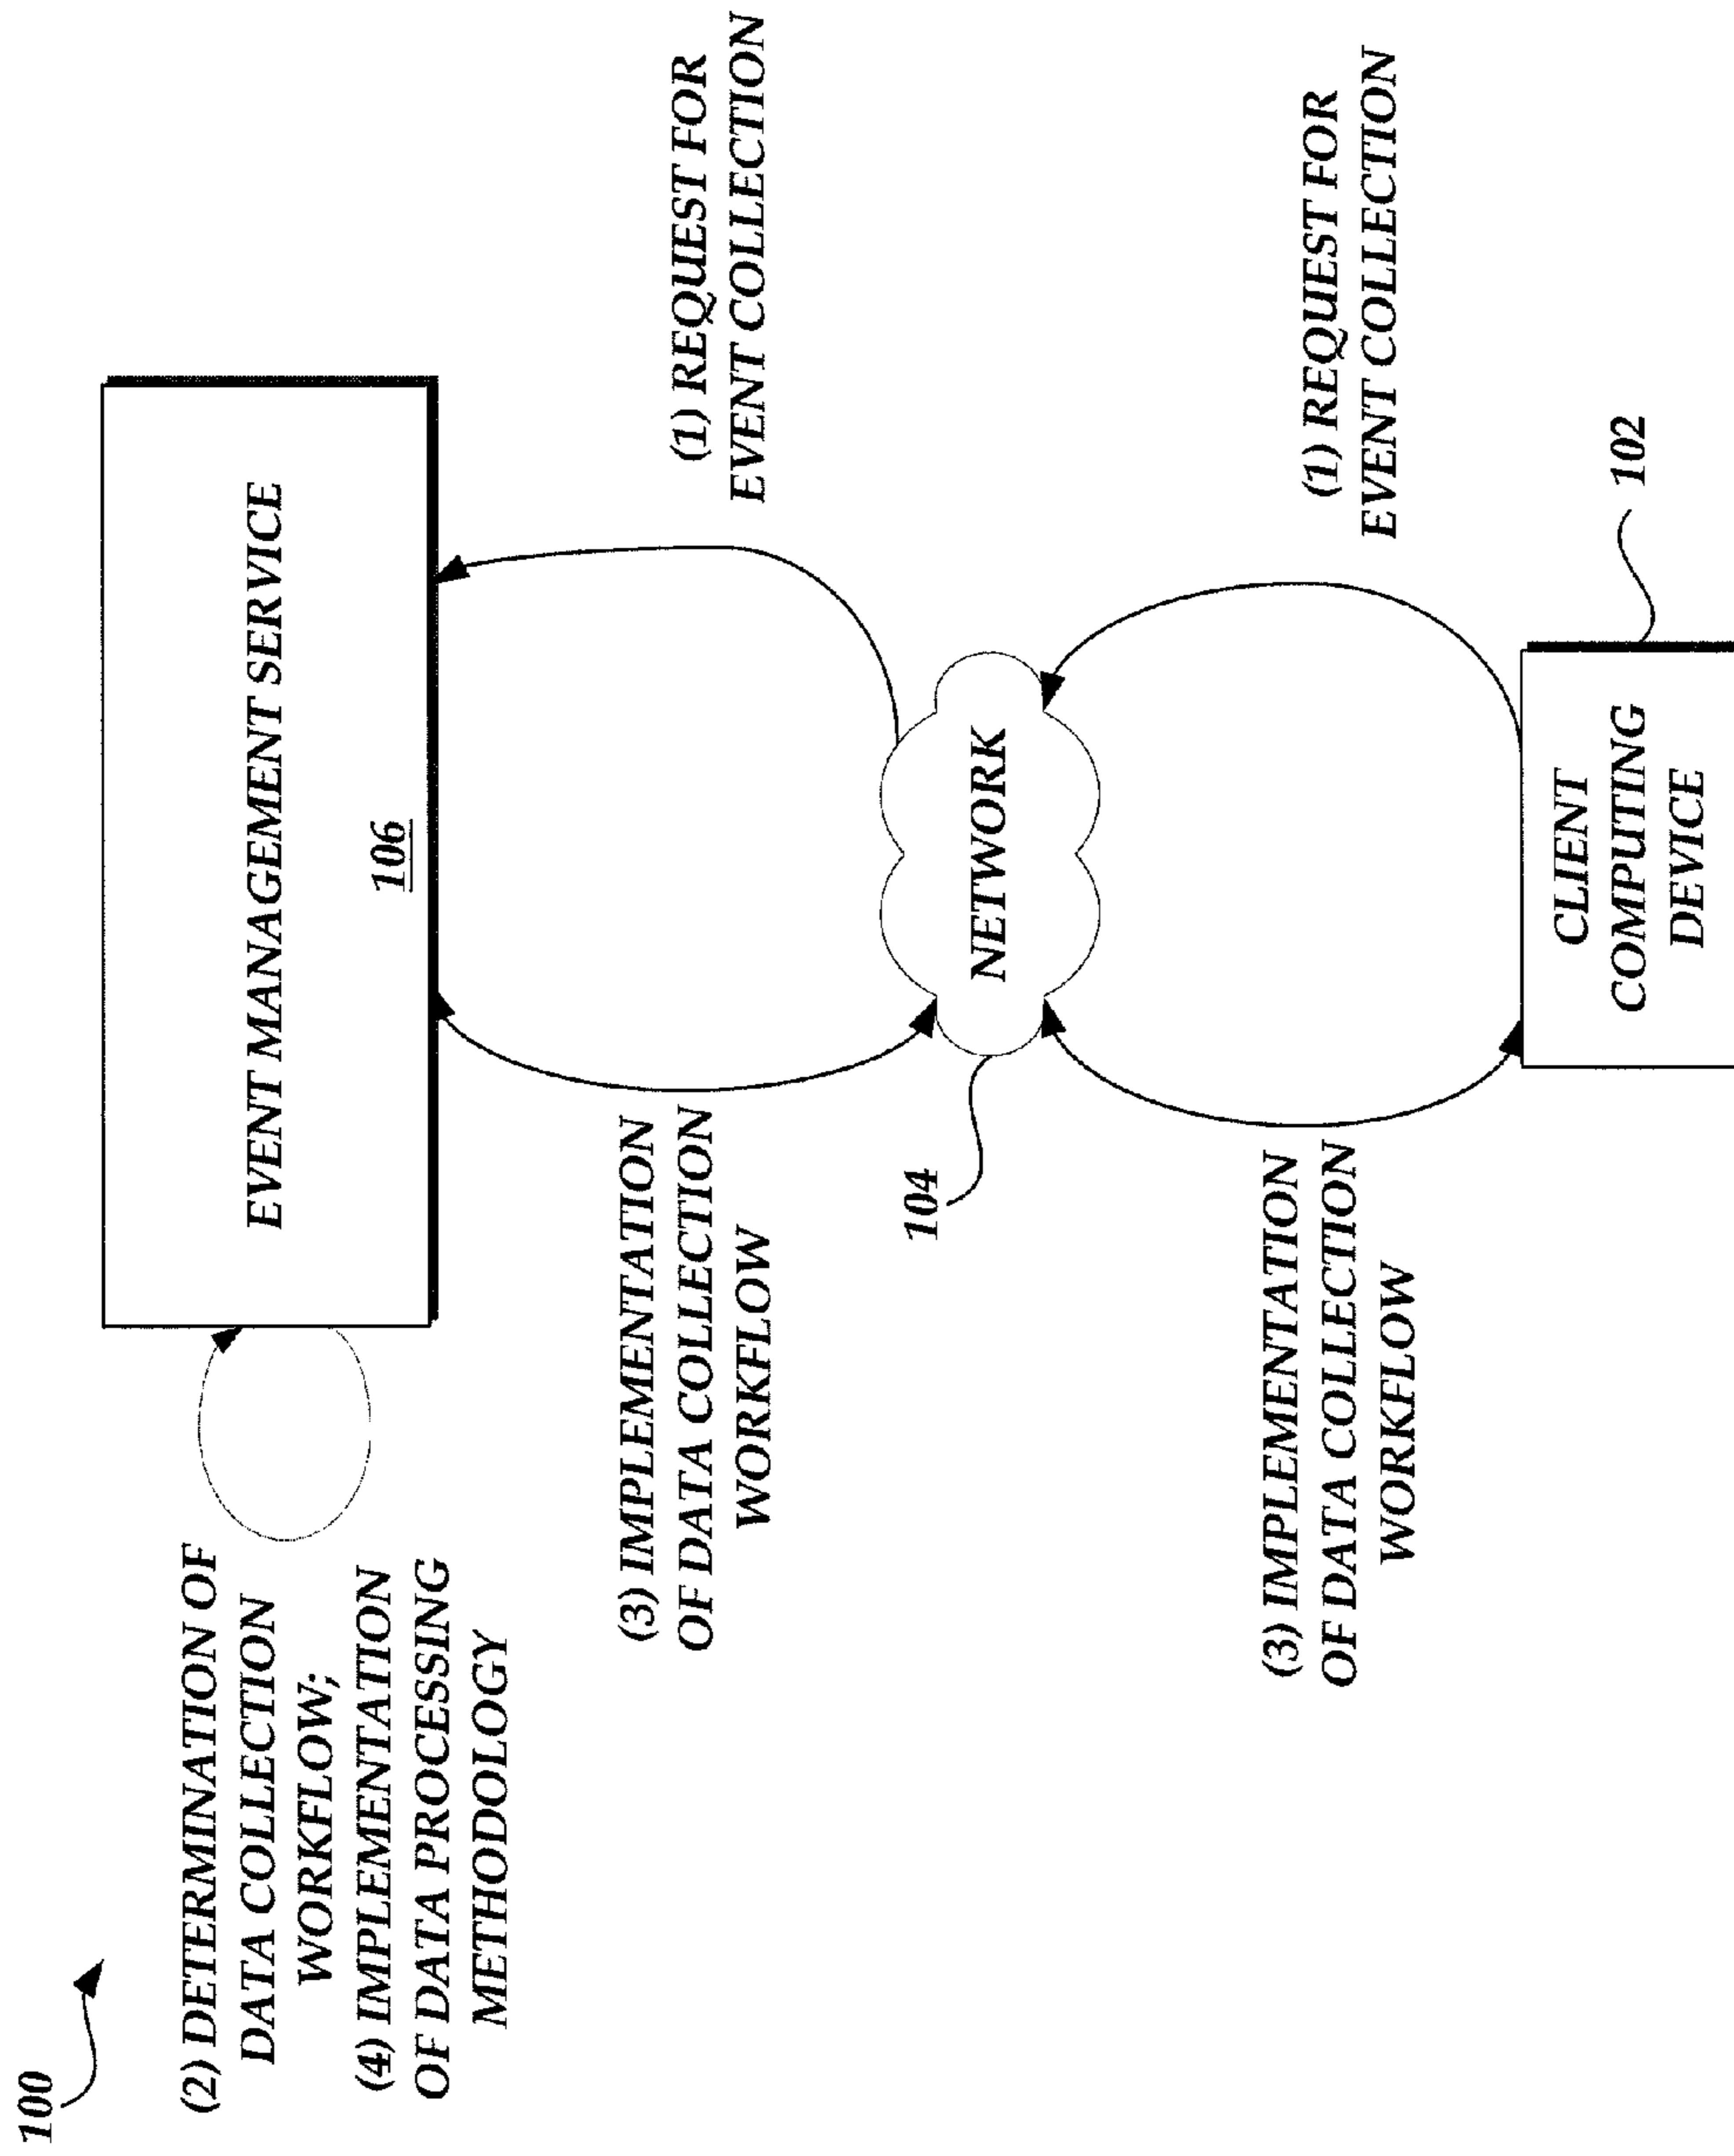 100
(2) DETERMINATION OF
DATA COLLECTION
WORKFLOW;
(4) IMPLEMENTATION
OF DATA PROCESSING
METHODOLOGY
EVENT MANAGEMENT SERVICE
106
(3) IMPLEMENTATION
OF DATA COLLECTION
WORKFLOW
(1) REQUEST FOR
EVENT COLLECTION
104
NETWORK
(3) IMPLEMENTATION
OF DATA COLLECTION
WORKFLOW
(1) REQUEST FOR
EVENT COLLECTION
CLIENT
COMPUTING
DEVICE
102